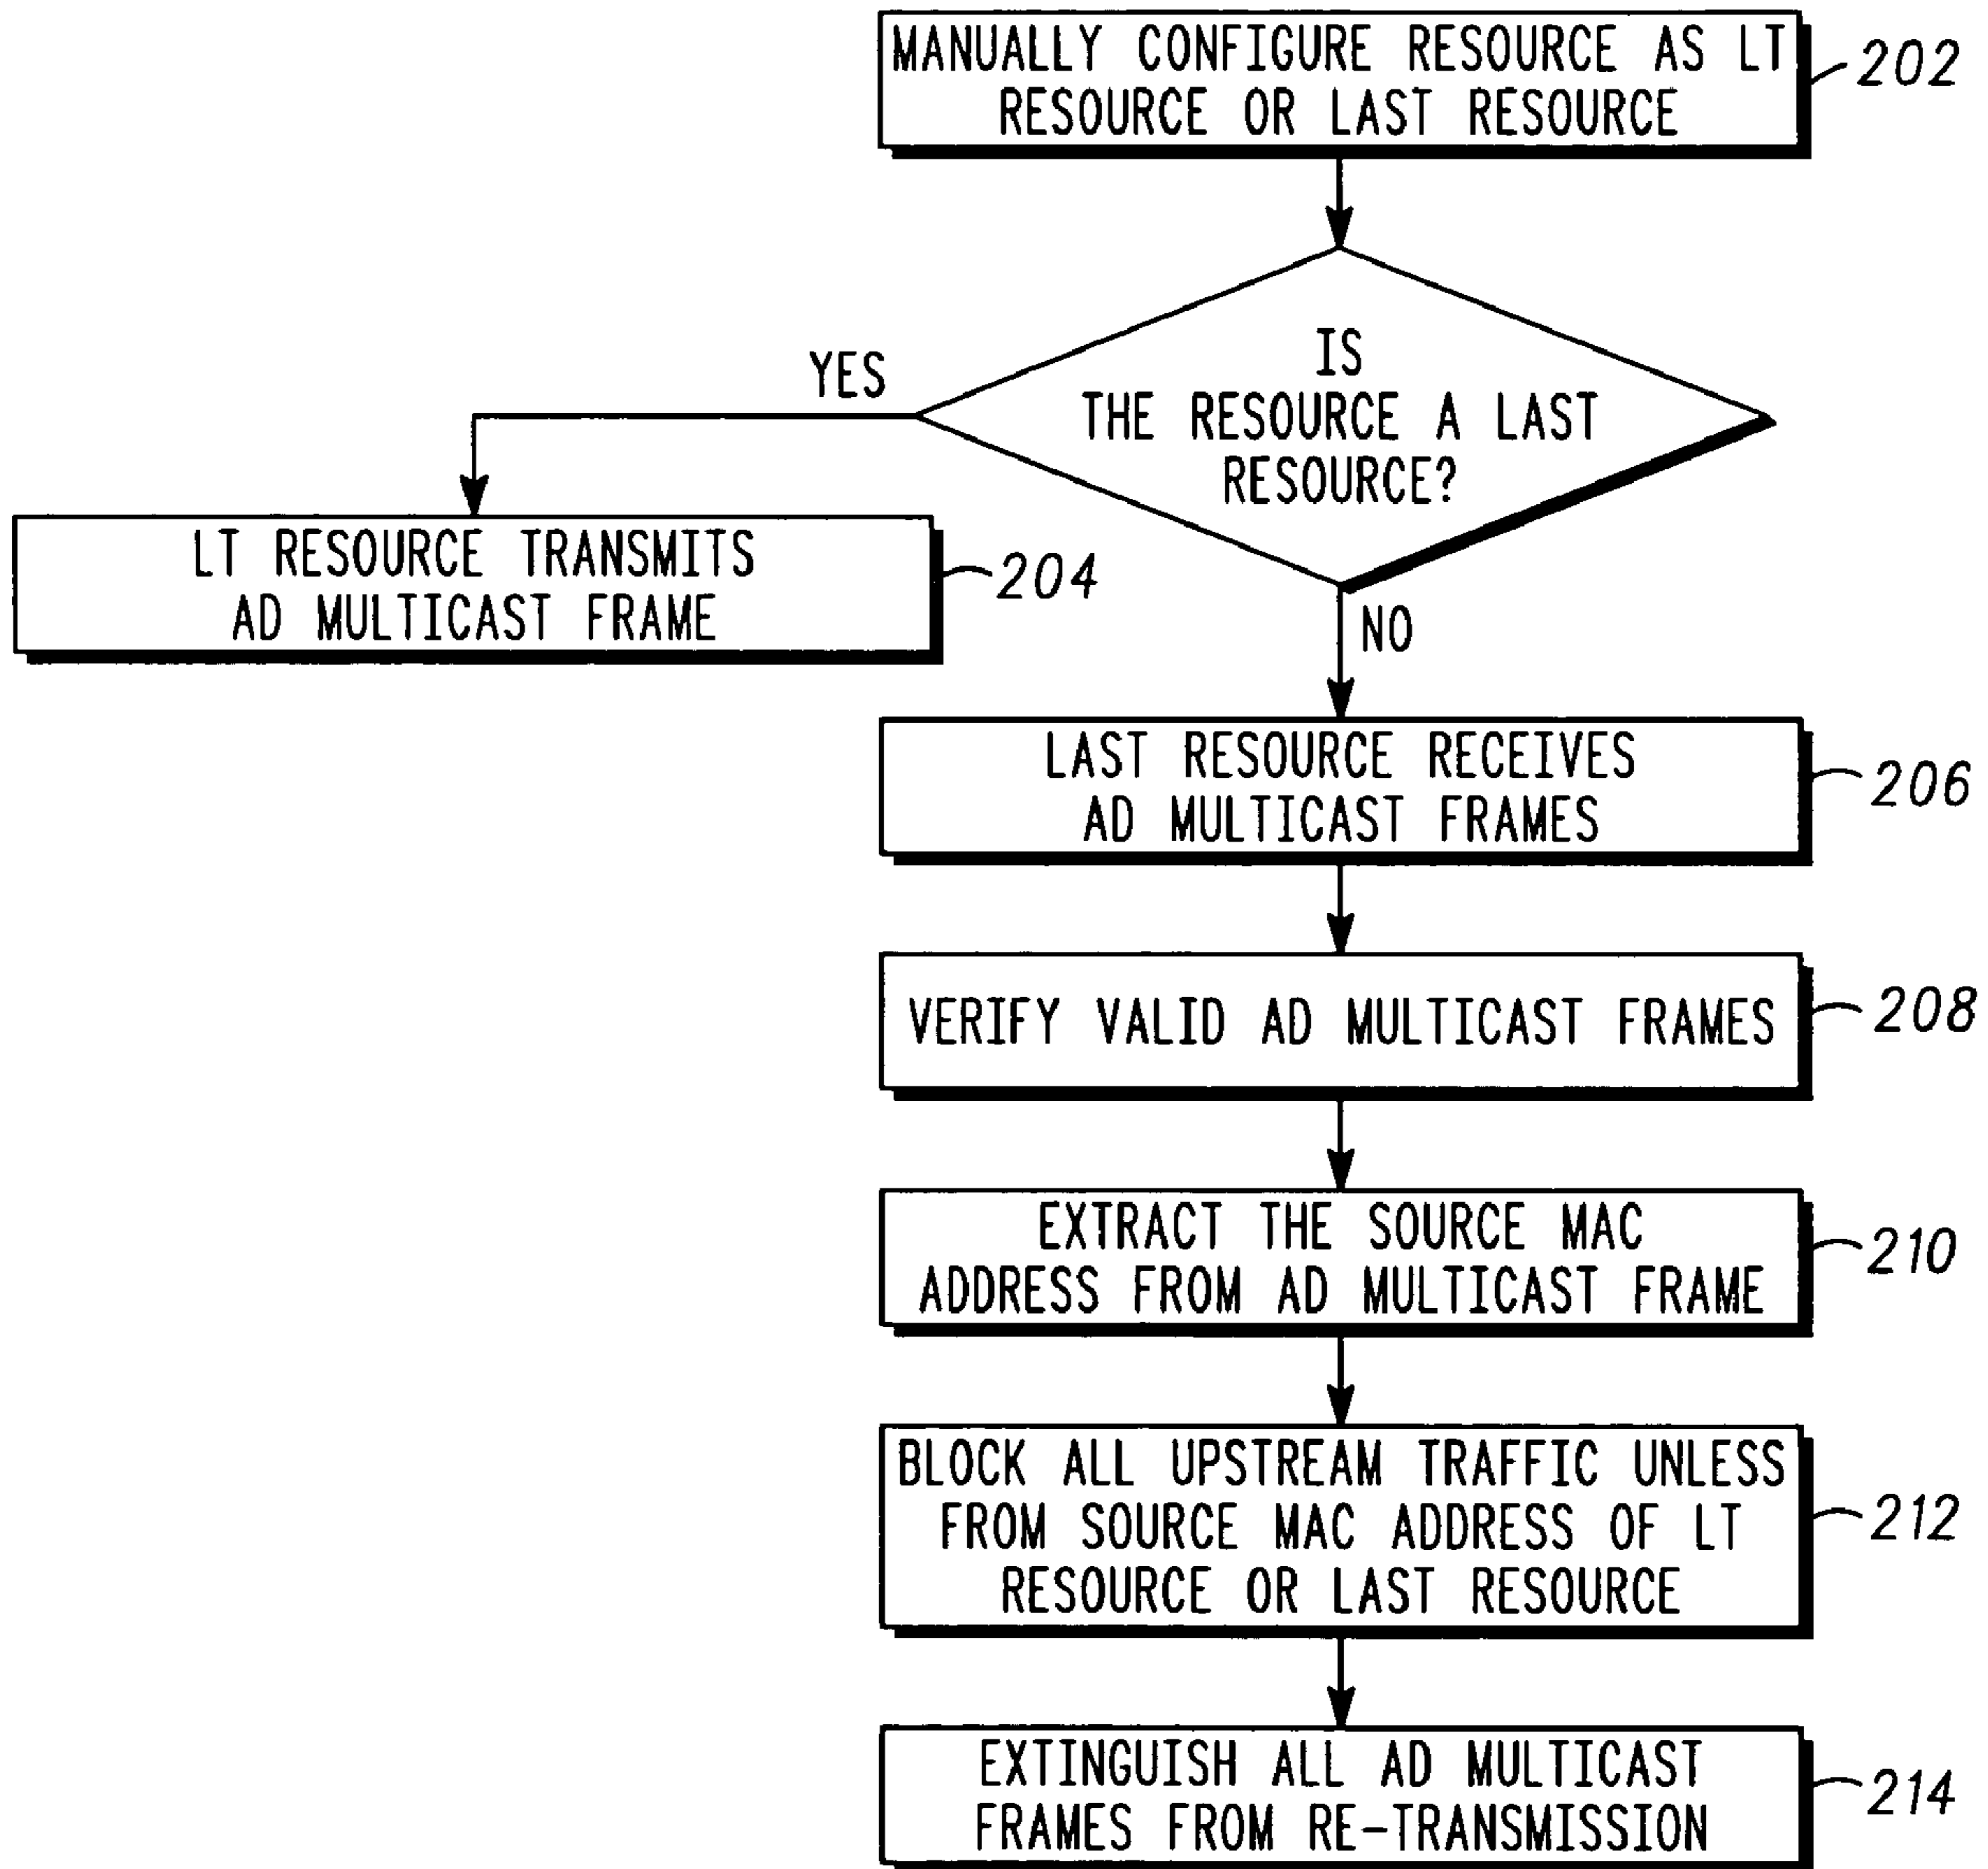 MANUALLY CONFIGURE RESOURCE AS LT
RESOURCE OR LAST RESOURCE
202
IS
THE RESOURCE A LAST
RESOURCE?
YES
LT RESOURCE TRANSMITS
AD MULTICAST FRAME
204
NO
LAST RESOURCE RECEIVES
AD MULTICAST FRAMES
206
VERIFY VALID AD MULTICAST FRAMES
208
EXTRACT THE SOURCE MAC
ADDRESS FROM AD MULTICAST FRAME
210
BLOCK ALL UPSTREAM TRAFFIC UNLESS
FROM SOURCE MAC ADDRESS OF LT
RESOURCE OR LAST RESOURCE
212
EXTINGUISH ALL AD MULTICAST
FRAMES FROM RE-TRANSMISSION
214